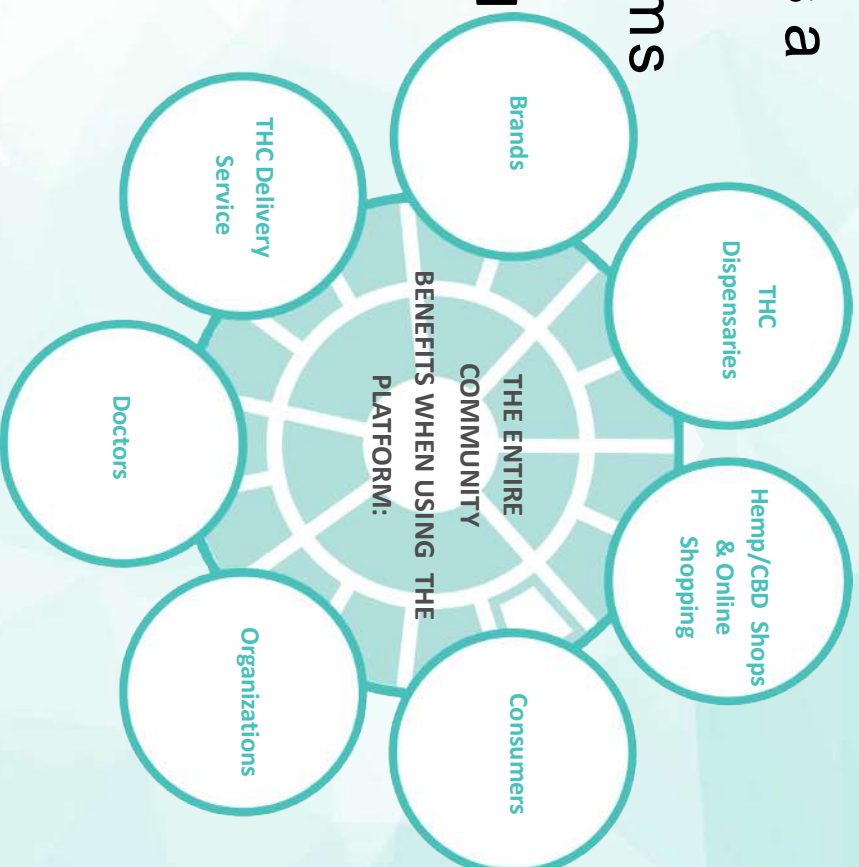 a
ms
THC
Dispensaries
Hemp/CBD Shops
& Online
Shopping
Brands
THE ENTIRE
COMMUNITY
BENEFITS WHEN USING THE
PLATFORM:
Consumers
THC Delivery
Service
Organizations
Doctors